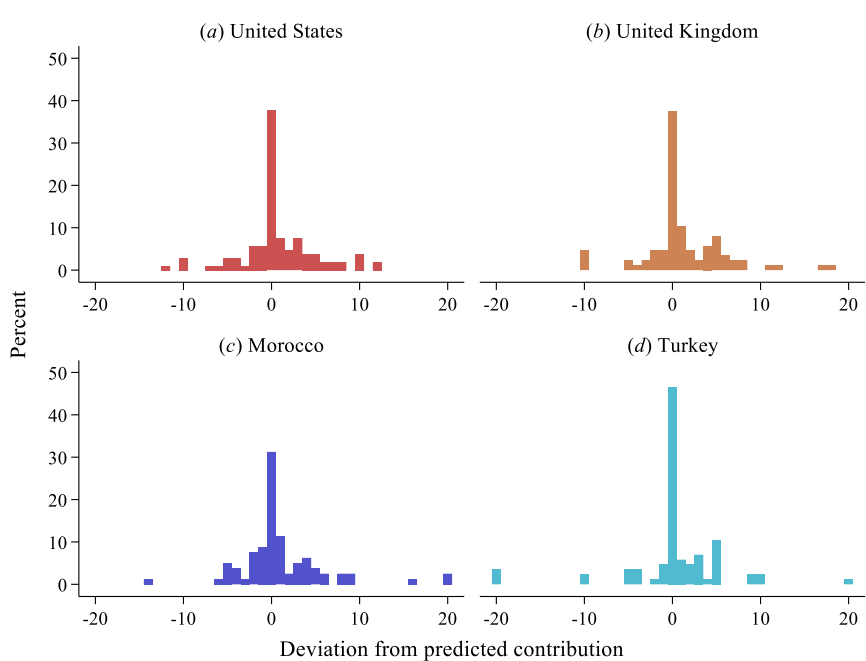 (a) United States
(b) United Kingdom
50
40
30
20
10
0
-20 -10 0 10 20
-20 -10 0 10 20
Percent
(c) Morocco
(d) Turkey
50
40
30
20
10
0
-20 -10 0 10 20
-20 -10 0 10 20
Deviation from predicted contribution